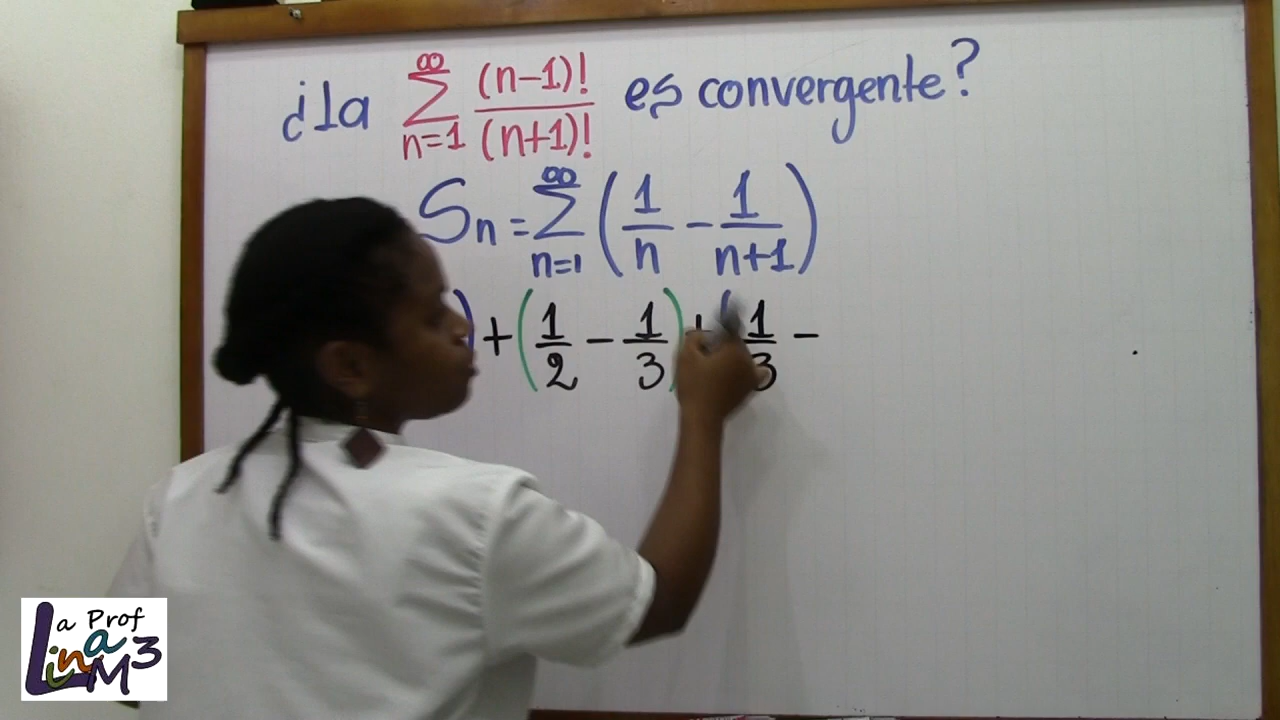 ¿la ∞ Σ n=1 (n-1)! / (n+1)! es convergente?
Sn = ∞ Σ n=1 ( 1/n - 1/(n+1) )
) + ( 1/2 - 1/3 ) + ( 1/3 -
La Prof
Lina M3